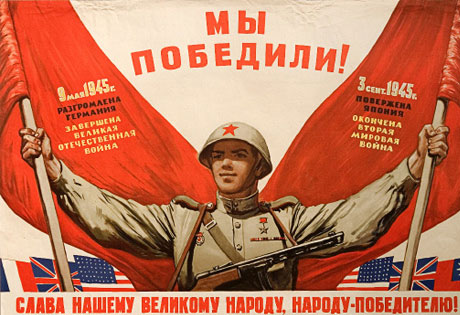 МЫ
ПОБЕДИЛИ!
9 МАЯ 1945 г.
РАЗГРОМЛЕНА
ГЕРМАНИЯ
ЗАВЕРШЕНА
ВЕЛИКАЯ
ОТЕЧЕСТВЕННАЯ
ВОЙНА
3 СЕНТ. 1945 г.
ПОВЕРЖЕНА
ЯПОНИЯ
ОКОНЧЕНА
ВТОРАЯ
МИРОВАЯ
ВОЙНА
СЛАВА НАШЕМУ ВЕЛИКОМУ НАРОДУ, НАРОДУ-ПОБЕДИТЕЛЮ!